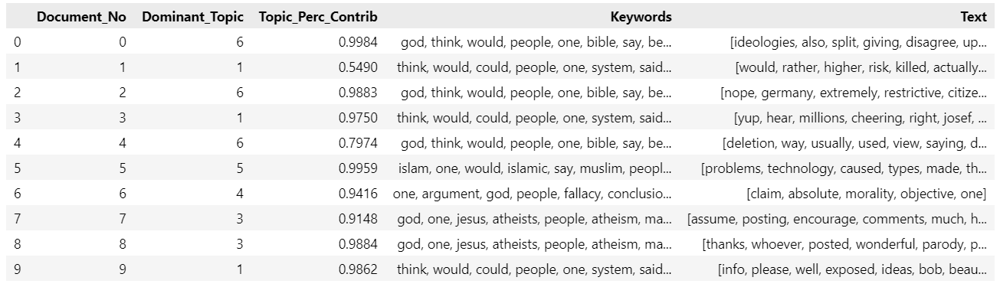 Document_No Dominant_Topic Topic_Perc_Contrib Keywords Text
0 0 6 0.9984 god, think, would, people, one, bible, say, be... [ideologies, also, split, giving, disagree, up...
1 1 1 0.5490 think, would, could, people, one, system, said... [would, rather, higher, risk, killed, actually...
2 2 6 0.9883 god, think, would, people, one, bible, say, be... [nope, germany, extremely, restrictive, citize...
3 3 1 0.9750 think, would, could, people, one, system, said... [yup, hear, millions, cheering, right, josef, ...
4 4 6 0.7974 god, think, would, people, one, bible, say, be... [deletion, way, usually, used, view, saying, d...
5 5 5 0.9959 islam, one, would, islamic, say, muslim, peopl... [problems, technology, caused, types, made, th...
6 6 4 0.9416 one, argument, god, people, fallacy, conclusio... [claim, absolute, morality, objective, one]
7 7 3 0.9148 god, one, jesus, atheists, people, atheism, ma... [assume, posting, encourage, comments, much, h...
8 8 3 0.9884 god, one, jesus, atheists, people, atheism, ma... [thanks, whoever, posted, wonderful, parody, p...
9 9 1 0.9862 think, would, could, people, one, system, said... [info, please, well, exposed, ideas, bob, beau...